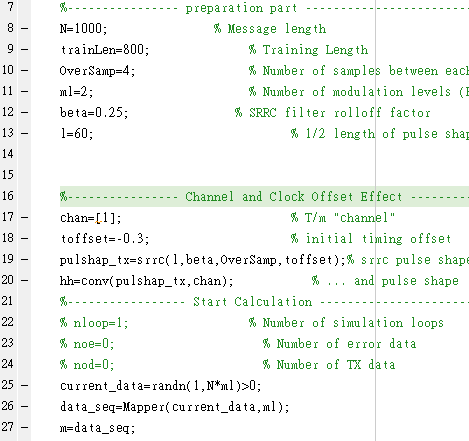 7 %--------------- preparation part ---------------
8 – N=1000; % Message length
9 – trainLen=800; % Training Length
10 – OverSamp=4; % Number of samples between each
11 – ml=2; % Number of modulation levels (
12 – beta=0.25; % SRRC filter rolloff factor
13 – l=60; % 1/2 length of pulse shap
14
15
16 %--------------- Channel and Clock Offset Effect --------
17 – chan=[1]; % T/m "channel"
18 – toffset=-0.3; % initial timing offset
19 – pulshap_tx=srrc(l,beta,OverSamp,toffset);% srrc pulse shape
20 – hh=conv(pulshap_tx,chan); % ... and pulse shape
21 %--------------- Start Calculation ---------------
22 % nloop=1; % Number of simulation loops
23 % noe=0; % Number of error data
24 % nod=0; % Number of TX data
25 – current_data=randn(1,N*ml)>0;
26 – data_seq=Mapper(current_data,ml);
27 – m=data_seq;